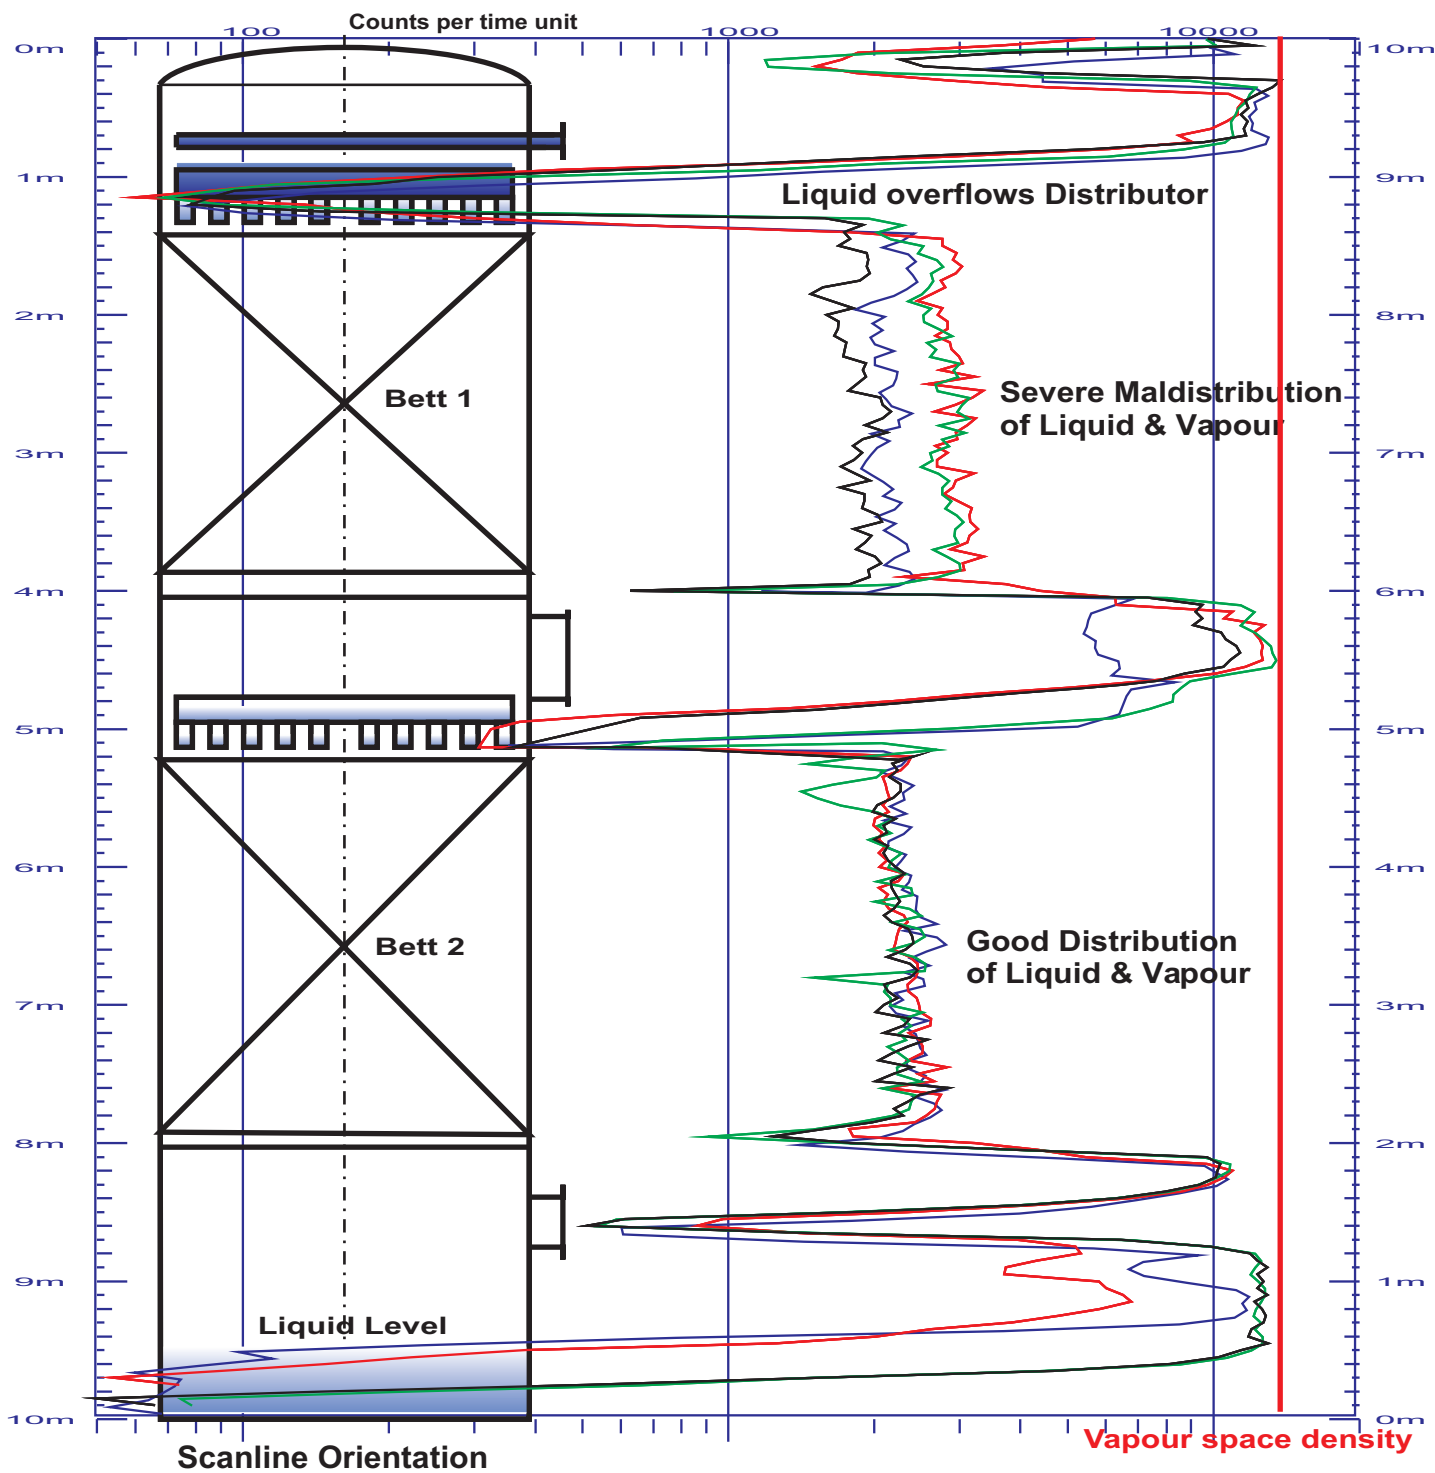 Counts per time unit
100
1000
10000
0m
10m
1m
9m
Liquid overflows Distributor
2m
8m
Bett 1
Severe Maldistribution
of Liquid & Vapour
3m
7m
4m
6m
5m
5m
6m
4m
Bett 2
Good Distribution
of Liquid & Vapour
7m
3m
8m
2m
9m
1m
Liquid Level
10m
0m
Vapour space density
Scanline Orientation